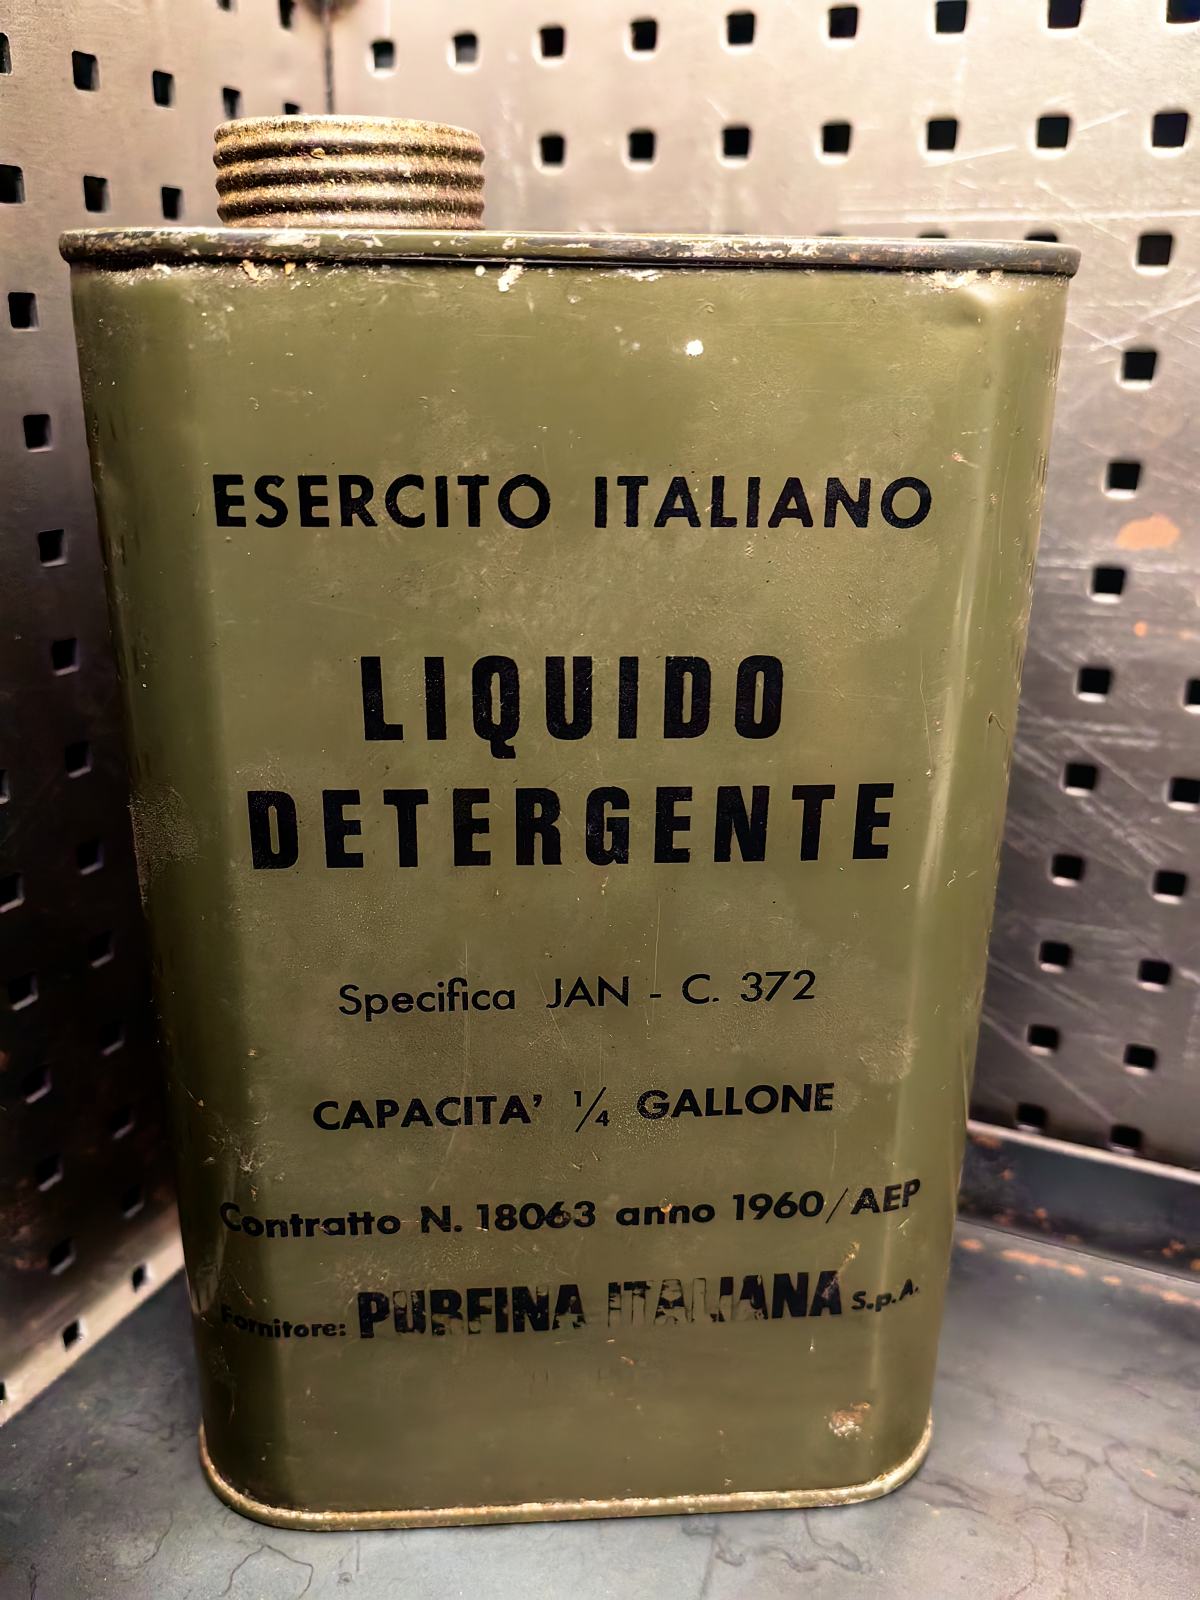 ESERCITO ITALIANO
LIQUIDO
DETERGENTE
Specifica JAN - C. 372
CAPACITA' 1/4 GALLONE
Contratto N. 18063 anno 1960/AEP
Fornitore: PURFINA ITALIANA S.p.A.